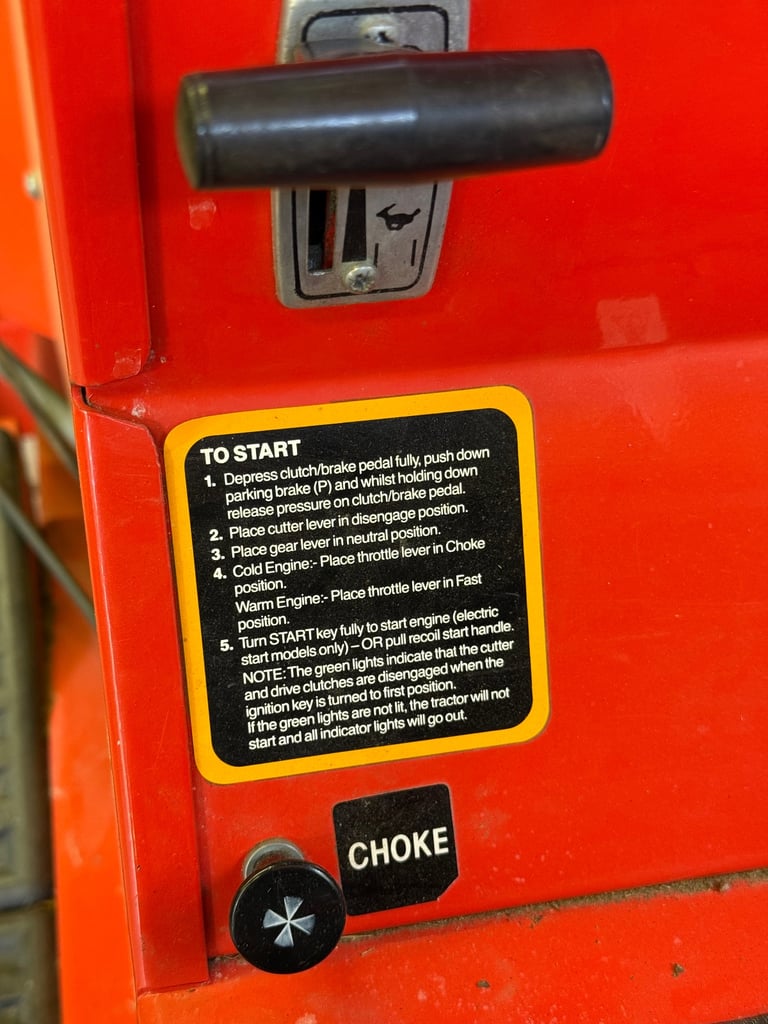 TO START
1. Depress clutch/brake pedal fully, push down
parking brake (P) and whilst holding down
release pressure on clutch/brake pedal.
2. Place cutter lever in disengage position.
3. Place gear lever in neutral position.
4. Cold Engine:- Place throttle lever in Choke
position.
Warm Engine:- Place throttle lever in Fast
position.
5. Turn START key fully to start engine (electric
start models only) – OR pull recoil start handle.
NOTE: The green lights indicate that the cutter
and drive clutches are disengaged when the
ignition key is turned to first position.
If the green lights are not lit, the tractor will not
start and all indicator lights will go out.
CHOKE